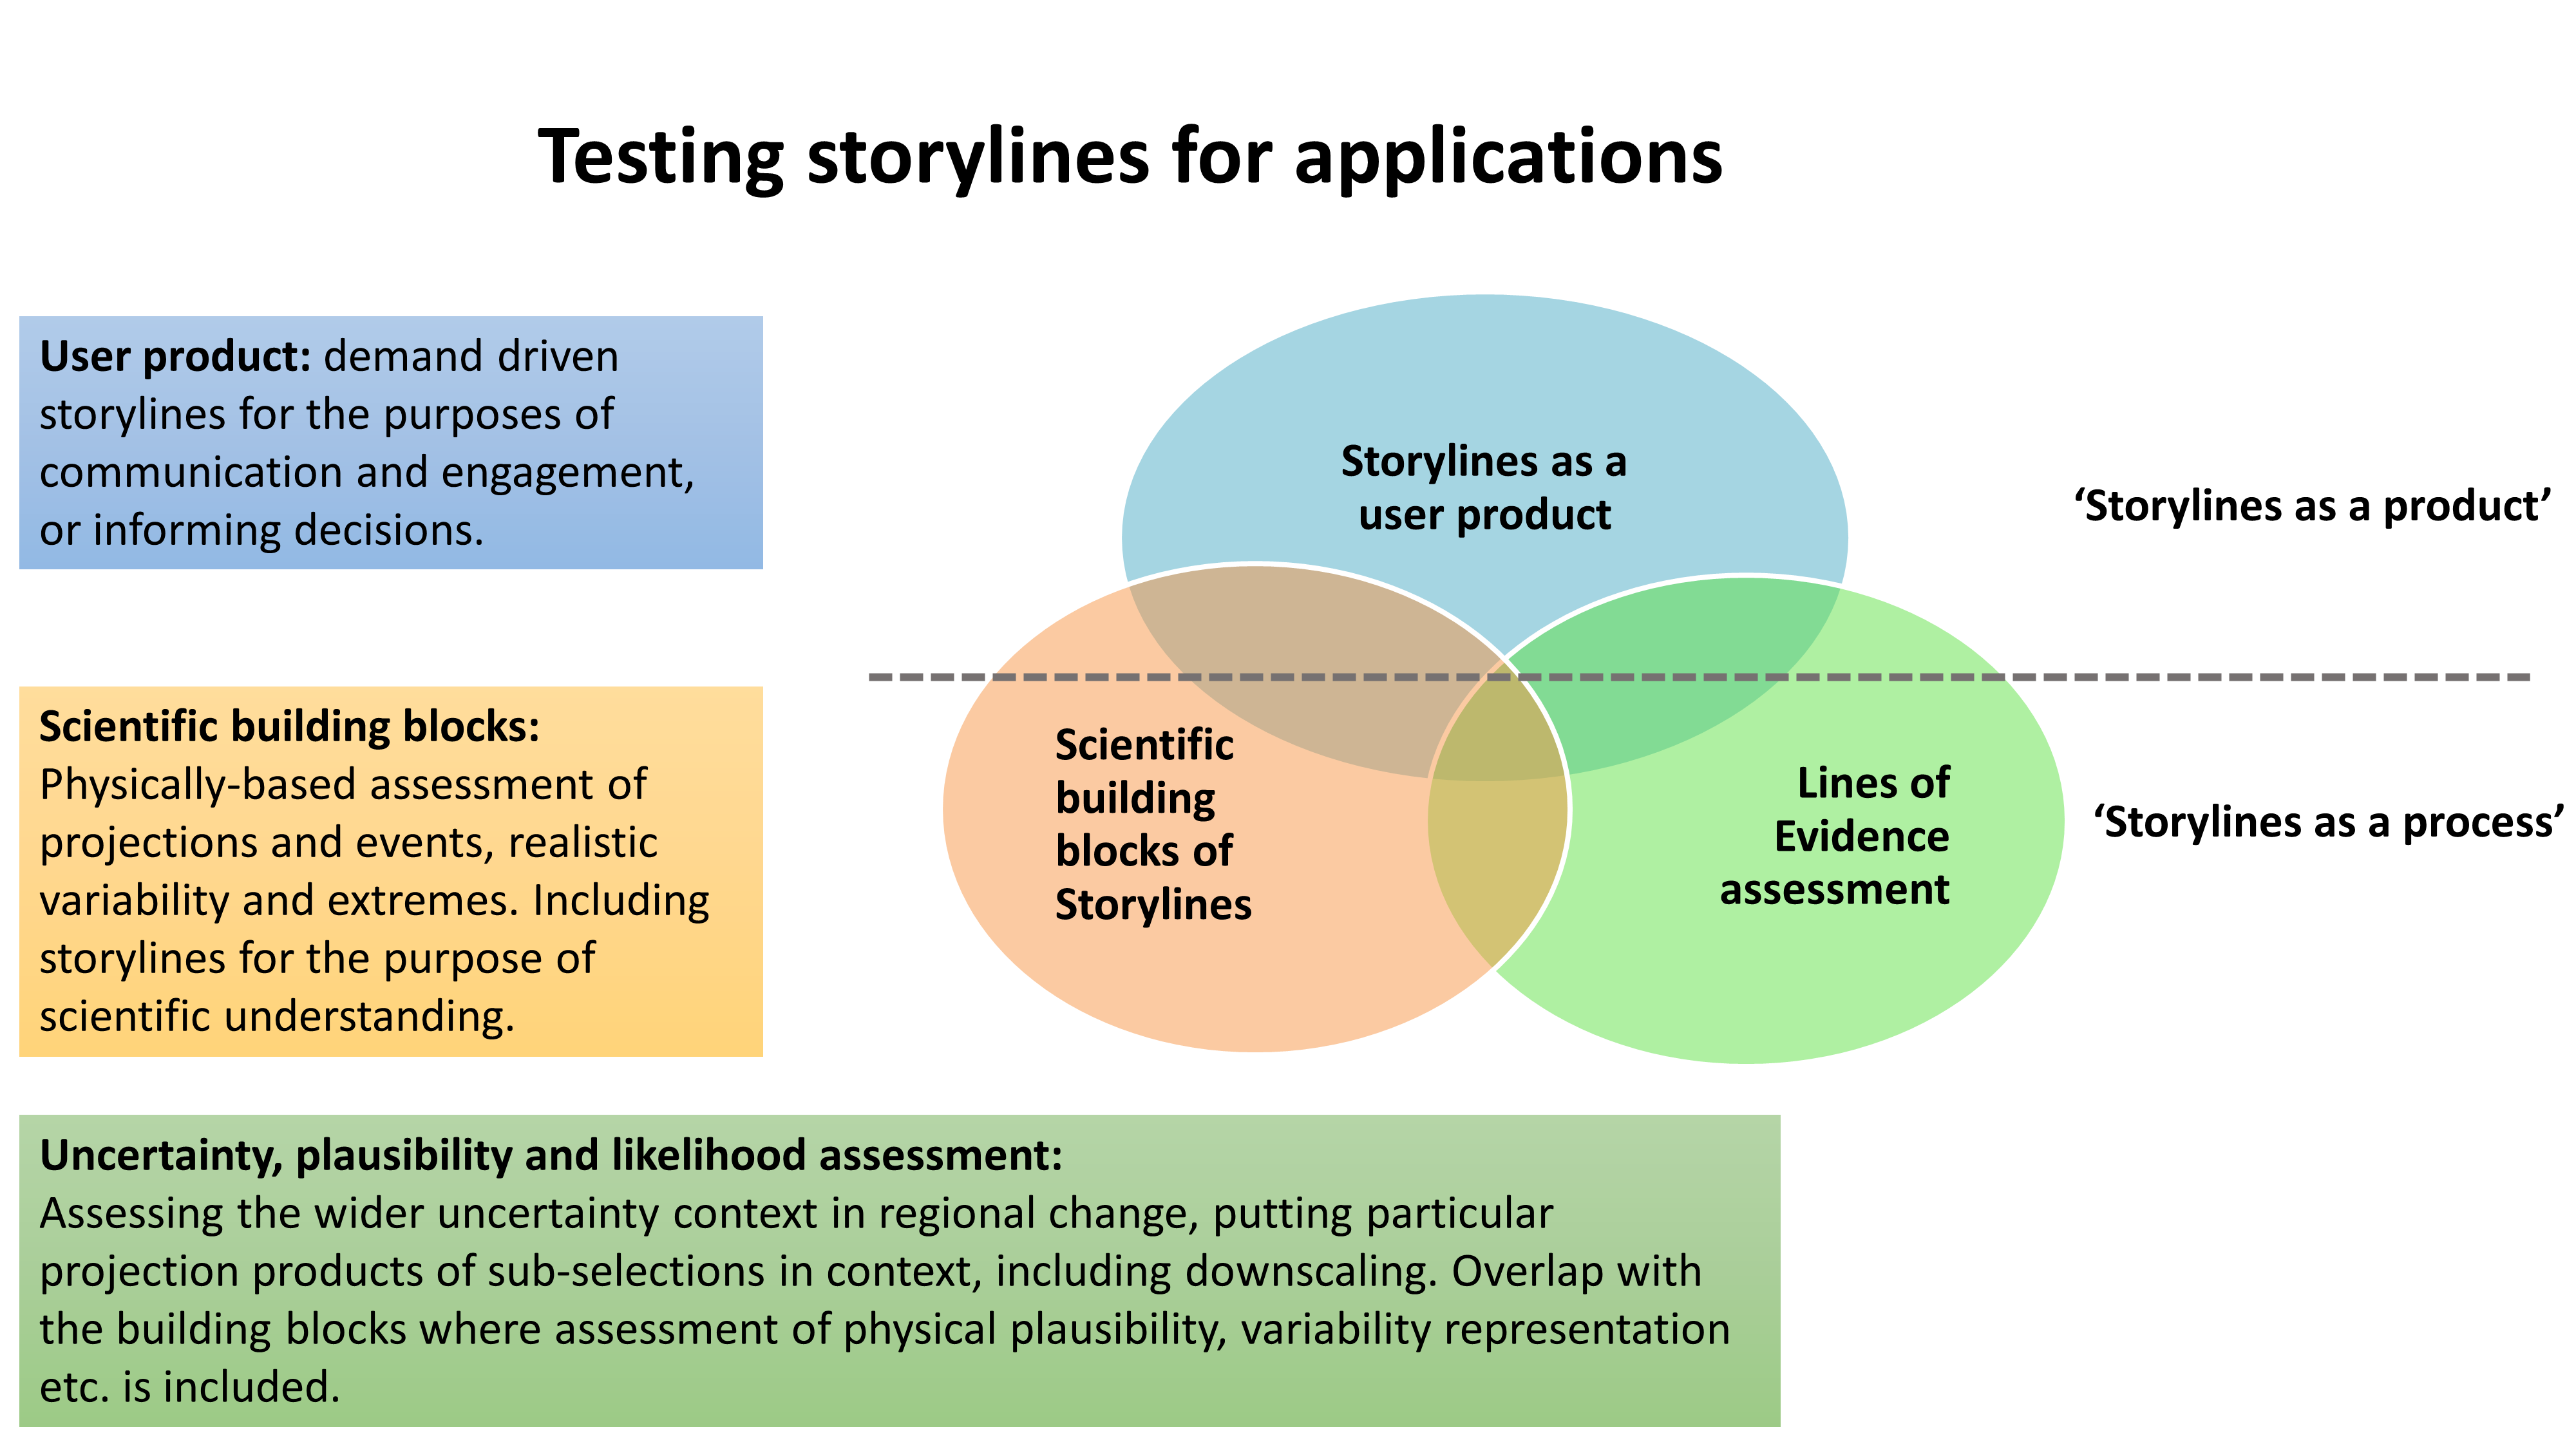 Testing storylines for applications
User product: demand driven
storylines for the purposes of
communication and engagement,
or informing decisions.
Storylines as a
user product
‘Storylines as a product’
Scientific building blocks:
Physically-based assessment of
projections and events, realistic
variability and extremes. Including
storylines for the purpose of
scientific understanding.
Scientific
building
blocks of
Storylines
Lines of
Evidence
assessment
‘Storylines as a process’
Uncertainty, plausibility and likelihood assessment:
Assessing the wider uncertainty context in regional change, putting particular
projection products of sub-selections in context, including downscaling. Overlap with
the building blocks where assessment of physical plausibility, variability representation
etc. is included.